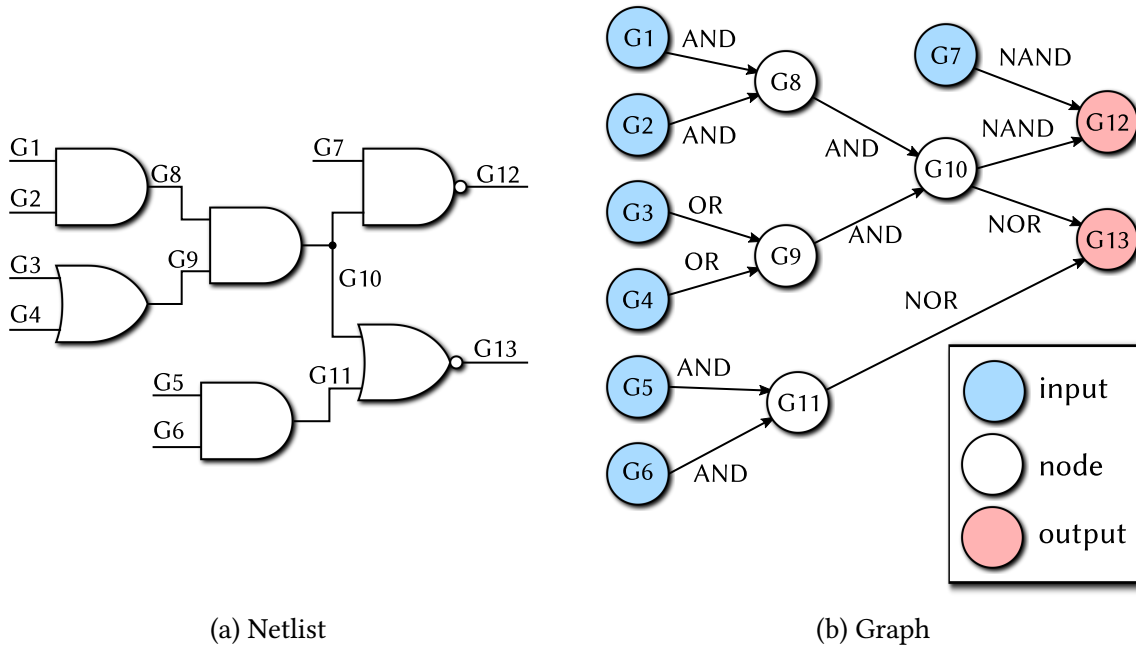 G1
G2
G8
G3
G4
G9
G7
G12
G10
G5
G6
G11
G13
(a) Netlist
G1
AND
G2
AND
G8
G7
NAND
G12
NAND
AND
G10
G3
OR
G4
OR
G9
AND
NOR
G13
NOR
G5
AND
G6
AND
G11
input
node
output
(b) Graph